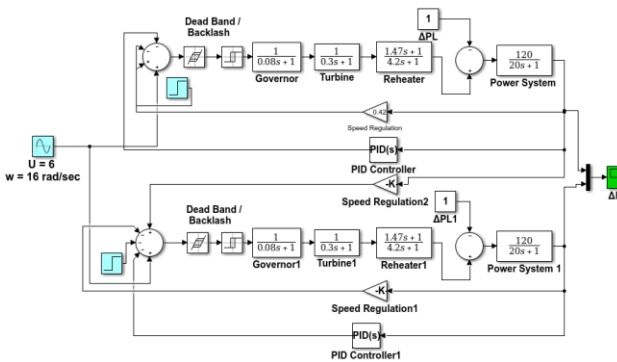 Dead Band /
Backlash
1
ΔPL
1
0.08s + 1
Governor
1
0.3s + 1
Turbine
1.47s + 1
4.2s + 1
Reheater
120
20s + 1
Power System
0.42
Speed Regulation
PID(s)
PID Controller
U = 6
w = 16 rad/sec
-K
Speed Regulation2
Dead Band /
Backlash
1
ΔPL1
1
0.08s + 1
Governor1
1
0.3s + 1
Turbine1
1.47s + 1
4.2s + 1
Reheater1
120
20s + 1
Power System 1
-K
Speed Regulation1
PID(s)
PID Controller1